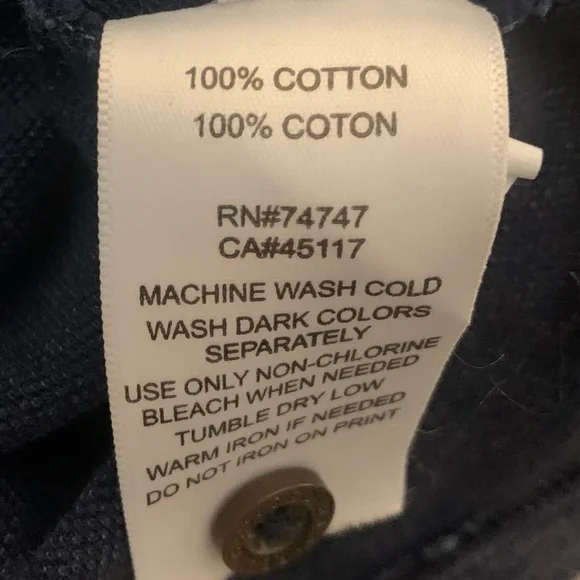 100% COTTON
100% COTON
RN#74747
CA#45117
MACHINE WASH COLD
WASH DARK COLORS
SEPARATELY
USE ONLY NON-CHLORINE
BLEACH WHEN NEEDED
TUMBLE DRY LOW
WARM IRON IF NEEDED
DO NOT IRON ON PRINT